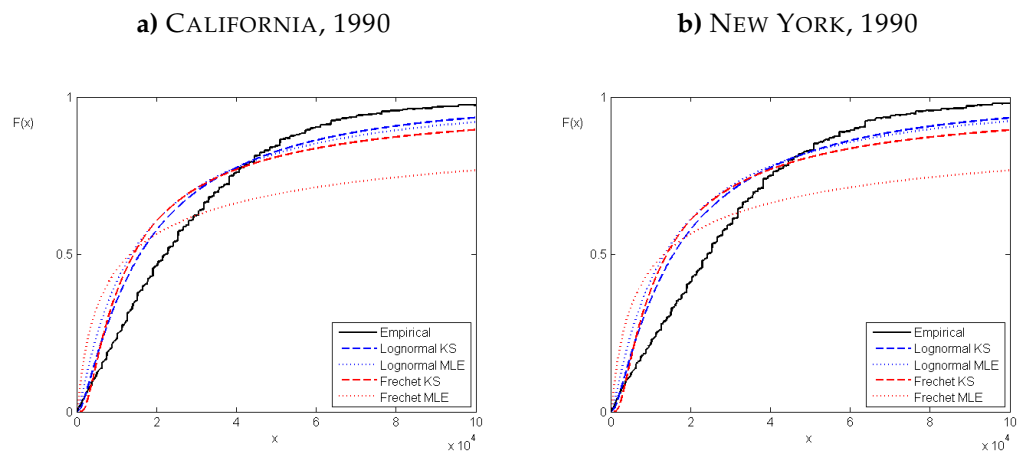 a) CALIFORNIA, 1990
1
F(x)
0.5
0
0
2
4
6
8
10
x
x 10^4
Empirical
Lognormal KS
Lognormal MLE
Frechet KS
Frechet MLE
b) NEW YORK, 1990
1
F(x)
0.5
0
0
2
4
6
8
10
x
x 10^4
Empirical
Lognormal KS
Lognormal MLE
Frechet KS
Frechet MLE